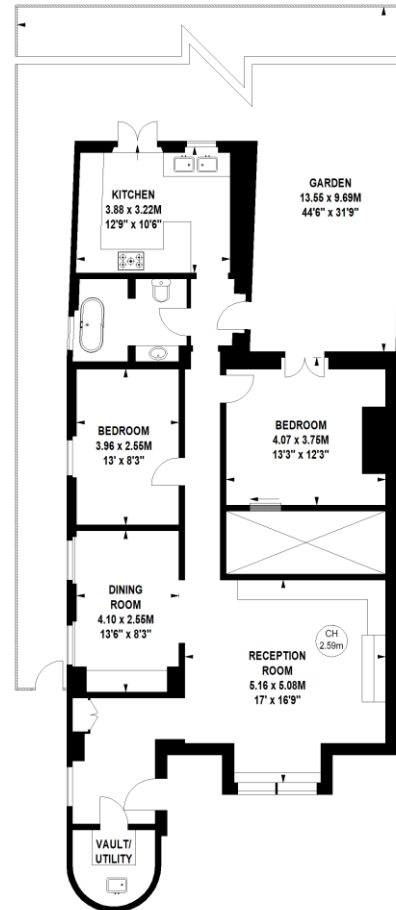 KITCHEN
3.88 x 3.22M
12'9" x 10'6"
GARDEN
13.55 x 9.69M
44'6" x 31'9"
BEDROOM
3.96 x 2.55M
13' x 8'3"
BEDROOM
4.07 x 3.75M
13'3" x 12'3"
DINING
ROOM
4.10 x 2.55M
13'6" x 8'3"
CH
2.59m
RECEPTION
ROOM
5.16 x 5.08M
17' x 16'9"
VAULT/
UTILITY